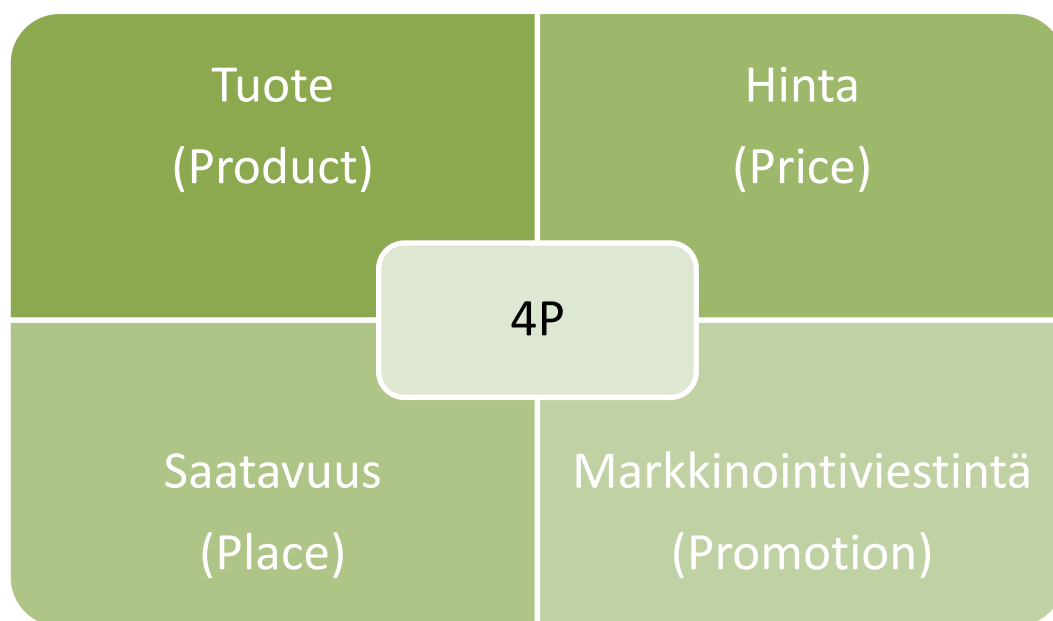 Tuote
(Product)
Hinta
(Price)
4P
Saatavuus
(Place)
Markkinointiviestintä
(Promotion)